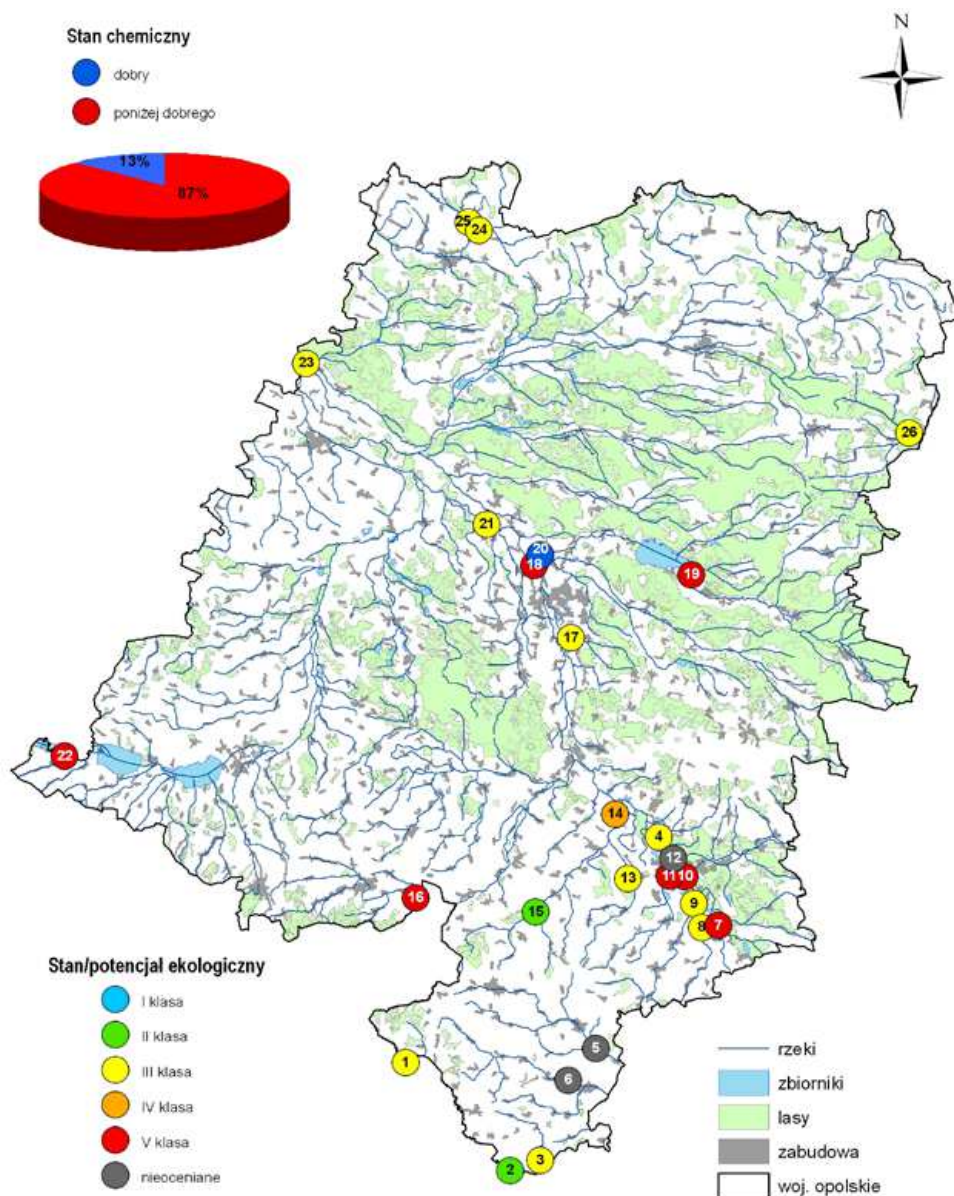 Stan chemiczny
dobry
poniżej dobrego
13%
87%
N
25
24
23
26
21
20
18
19
17
22
14
4
12
13
11
10
16
9
15
8
7
5
1
6
3
2
Stan/potencjał ekologiczny
I klasa
II klasa
III klasa
IV klasa
V klasa
nieoceniane
rzeki
zbiorniki
lasy
zabudowa
woj. opolskie